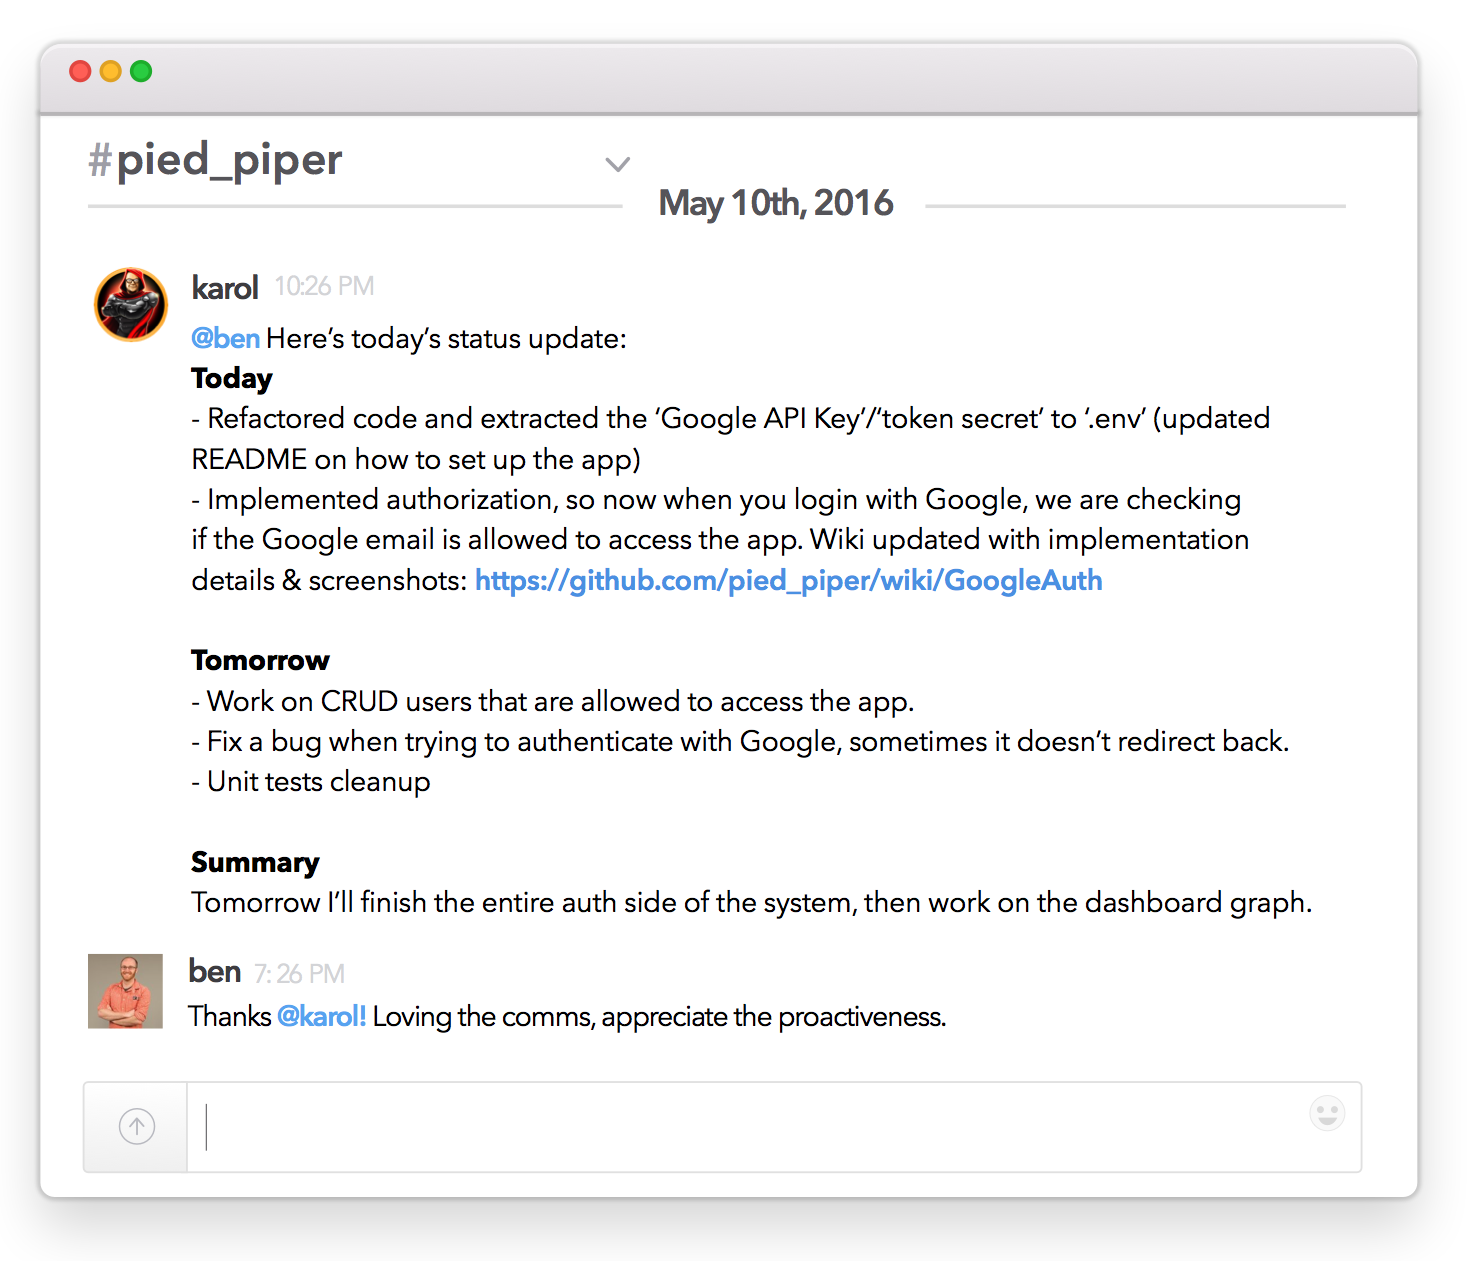 #pied_piper
May 10th, 2016
karol 10:26 PM
@ben Here’s today’s status update:
Today
- Refactored code and extracted the ‘Google API Key’/‘token secret’ to ‘.env’ (updated
README on how to set up the app)
- Implemented authorization, so now when you login with Google, we are checking
if the Google email is allowed to access the app. Wiki updated with implementation
details & screenshots: https://github.com/pied_piper/wiki/GoogleAuth
Tomorrow
- Work on CRUD users that are allowed to access the app.
- Fix a bug when trying to authenticate with Google, sometimes it doesn’t redirect back.
- Unit tests cleanup
Summary
Tomorrow I’ll finish the entire auth side of the system, then work on the dashboard graph.
ben 7: 26 PM
Thanks @karol! Loving the comms, appreciate the proactiveness.